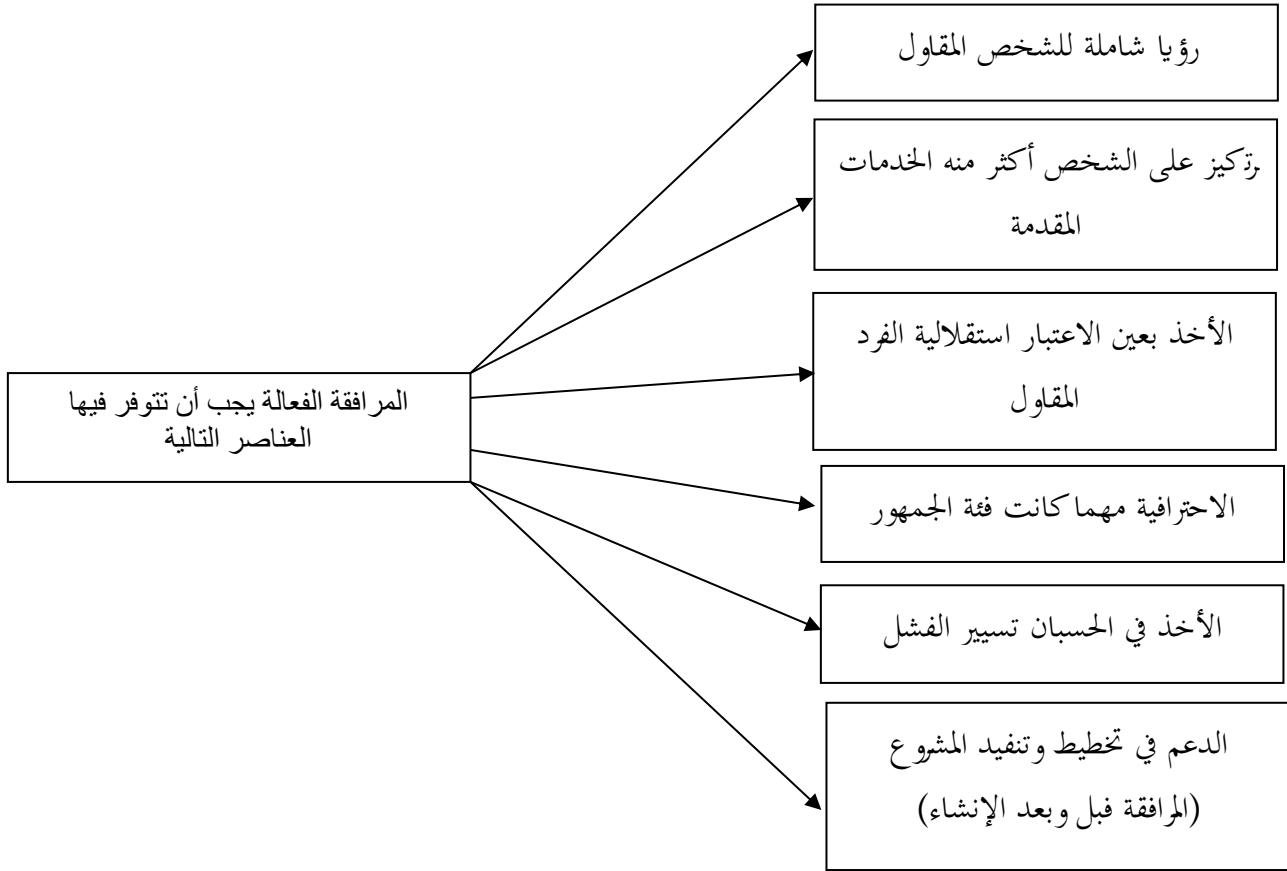 رؤيا شاملة للشخص المقاول
رتكيز على الشخص أكثر منه الخدمات
المقدمة
الأخذ بعين الاعتبار استقلالية الفرد
المقاول
المرافقة الفعالة يجب أن تتوفر فيها
العناصر التالية
الاحترافية مهما كانت فئة الجمهور
الأخذ في الحسبان تسيير الفشل
الدعم في تخطيط وتنفيد المشروع
(المرافقة فبل وبعد الإنشاء)